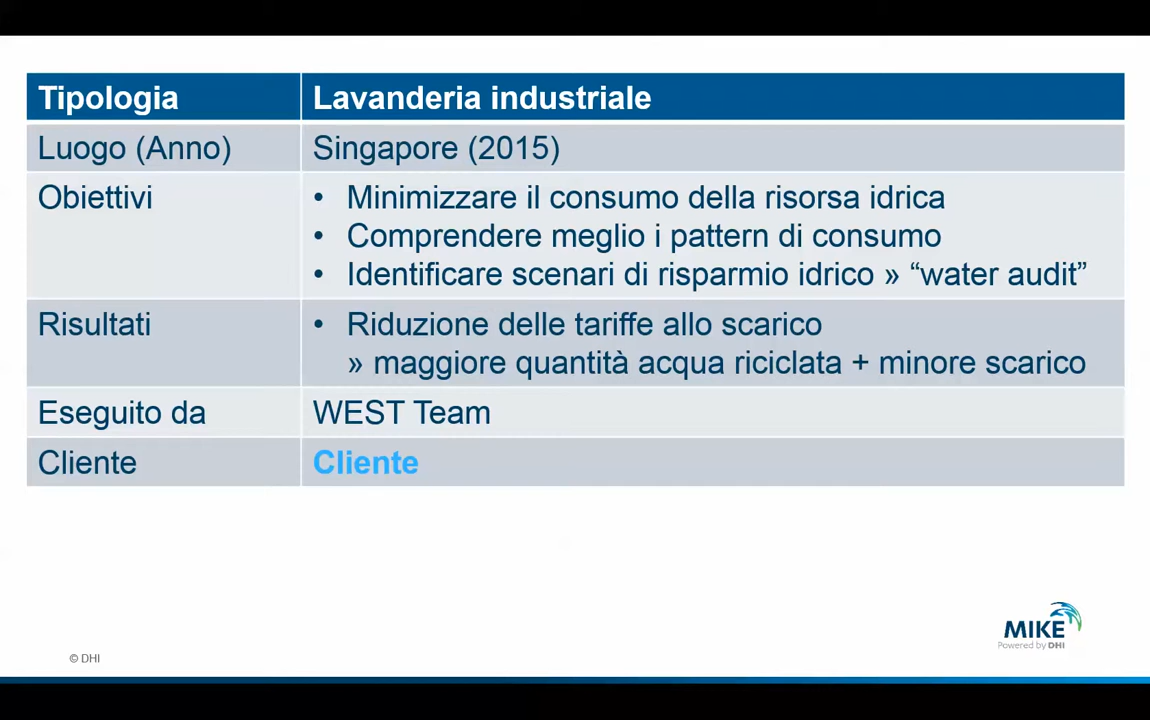 Tipologia
Lavanderia industriale
Luogo (Anno)
Singapore (2015)
Obiettivi
• Minimizzare il consumo della risorsa idrica
• Comprendere meglio i pattern di consumo
• Identificare scenari di risparmio idrico » “water audit”
Risultati
• Riduzione delle tariffe allo scarico
» maggiore quantità acqua riciclata + minore scarico
Eseguito da
WEST Team
Cliente
Cliente
MIKE
Powered by DHI
© DHI